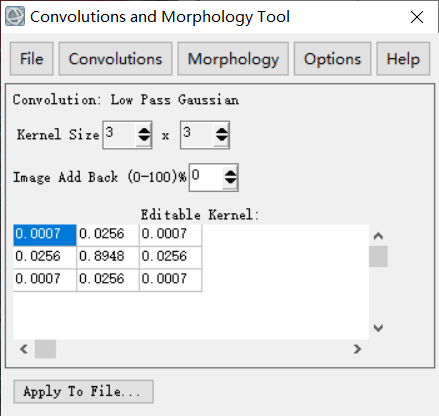 Convolutions and Morphology Tool
File Convolutions Morphology Options Help
Convolution: Low Pass Gaussian
Kernel Size 3 x 3
Image Add Back (0-100)% 0
Editable Kernel:
0.0007 0.0256 0.0007
0.0256 0.8948 0.0256
0.0007 0.0256 0.0007
Apply To File...